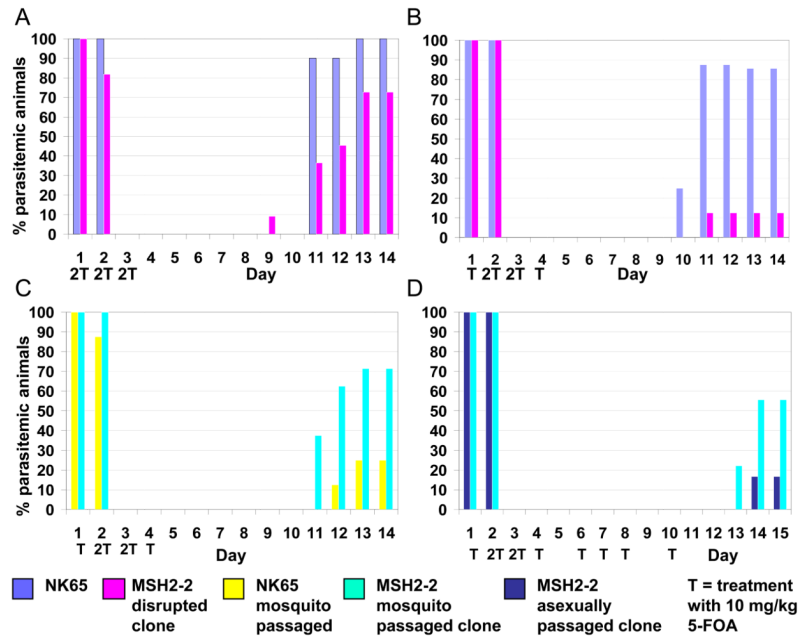 A
% parasitemic animals
100
90
80
70
60
50
40
30
20
10
0
1 2 3 4 5 6 7 8 9 10 11 12 13 14
2T 2T 2T Day
B
100
90
80
70
60
50
40
30
20
10
0
1 2 3 4 5 6 7 8 9 10 11 12 13 14
T 2T 2T T Day
C
% parasitemic animals
100
90
80
70
60
50
40
30
20
10
0
1 2 3 4 5 6 7 8 9 10 11 12 13 14
T 2T 2T T Day
D
100
90
80
70
60
50
40
30
20
10
0
1 2 3 4 5 6 7 8 9 10 11 12 13 14 15
T 2T 2T T T T T T Day
NK65
MSH2-2
disrupted
clone
NK65
mosquito
passaged
MSH2-2
mosquito
passaged clone
MSH2-2
asexually
passaged clone
T = treatment
with 10 mg/kg
5-FOA